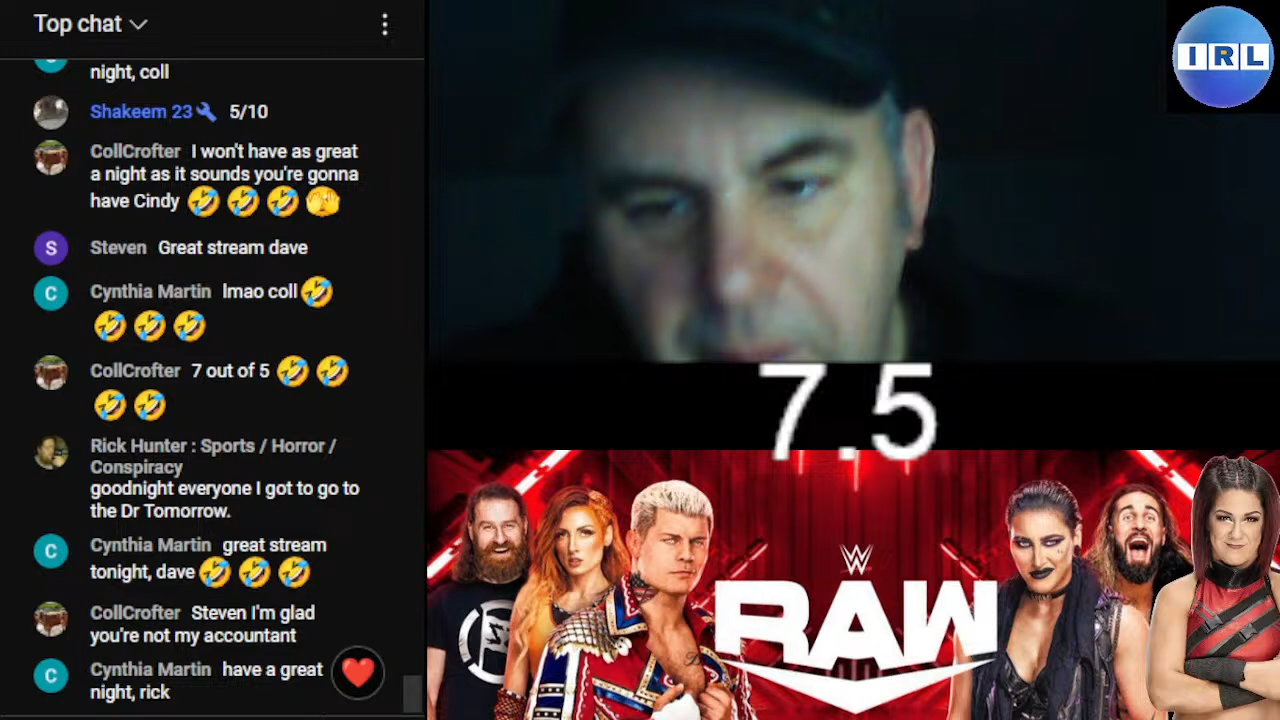 Top chat
night, coll
Shakeem 23 5/10
CollCrofter I won't have as great
a night as it sounds you're gonna
have Cindy
S Steven Great stream dave
C Cynthia Martin lmao coll
CollCrofter 7 out of 5
Rick Hunter : Sports / Horror /
Conspiracy
goodnight everyone I got to go to
the Dr Tomorrow.
C Cynthia Martin great stream
tonight, dave
CollCrofter Steven I'm glad
you're not my accountant
C Cynthia Martin have a great
night, rick
IRL
7.5
W
RAW